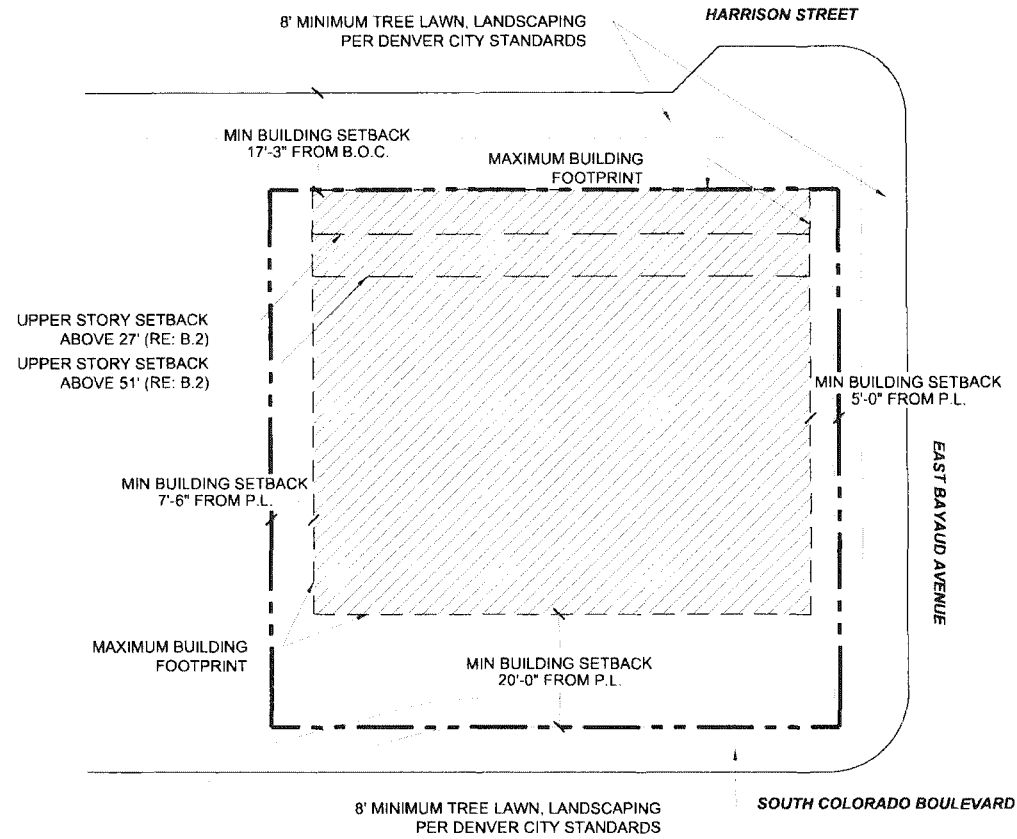 HARRISON STREET
8' MINIMUM TREE LAWN, LANDSCAPING
PER DENVER CITY STANDARDS
MIN BUILDING SETBACK
17'-3" FROM B.O.C.
MAXIMUM BUILDING
FOOTPRINT
UPPER STORY SETBACK
ABOVE 27' (RE: B.2)
UPPER STORY SETBACK
ABOVE 51' (RE: B.2)
MIN BUILDING SETBACK
5'-0" FROM P.L.
EAST BAYAUD AVENUE
MIN BUILDING SETBACK
7'-6" FROM P.L.
MAXIMUM BUILDING
FOOTPRINT
MIN BUILDING SETBACK
20'-0" FROM P.L.
8' MINIMUM TREE LAWN, LANDSCAPING
PER DENVER CITY STANDARDS
SOUTH COLORADO BOULEVARD